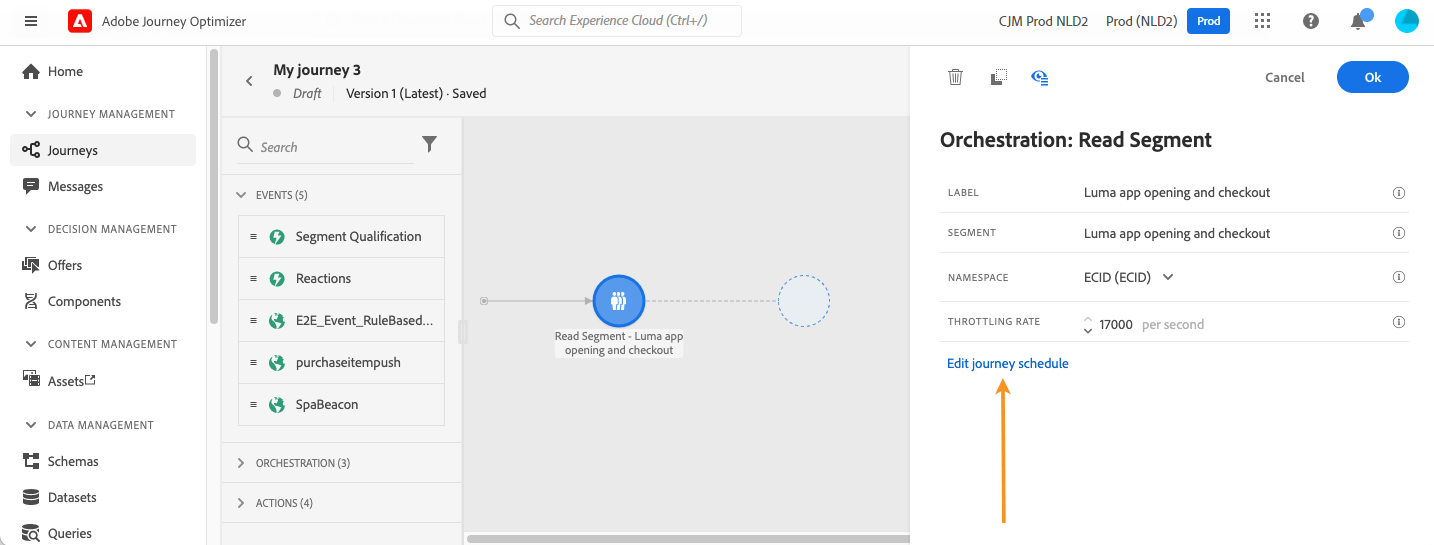 Adobe Journey Optimizer
Search Experience Cloud (Ctrl+/)
CJM Prod NLD2
Prod (NLD2)
Prod
Home
JOURNEY MANAGEMENT
Journeys
Messages
DECISION MANAGEMENT
Offers
Components
CONTENT MANAGEMENT
Assets
DATA MANAGEMENT
Schemas
Datasets
Queries
My journey 3
Draft
Version 1 (Latest) · Saved
Search
EVENTS (5)
Segment Qualification
Reactions
E2E_Event_RuleBased...
purchaseitempush
SpaBeacon
ORCHESTRATION (3)
ACTIONS (4)
Read Segment - Luma app
opening and checkout
Cancel
Ok
Orchestration: Read Segment
LABEL Luma app opening and checkout
SEGMENT Luma app opening and checkout
NAMESPACE ECID (ECID)
THROTTLING RATE 17000 per second
Edit journey schedule